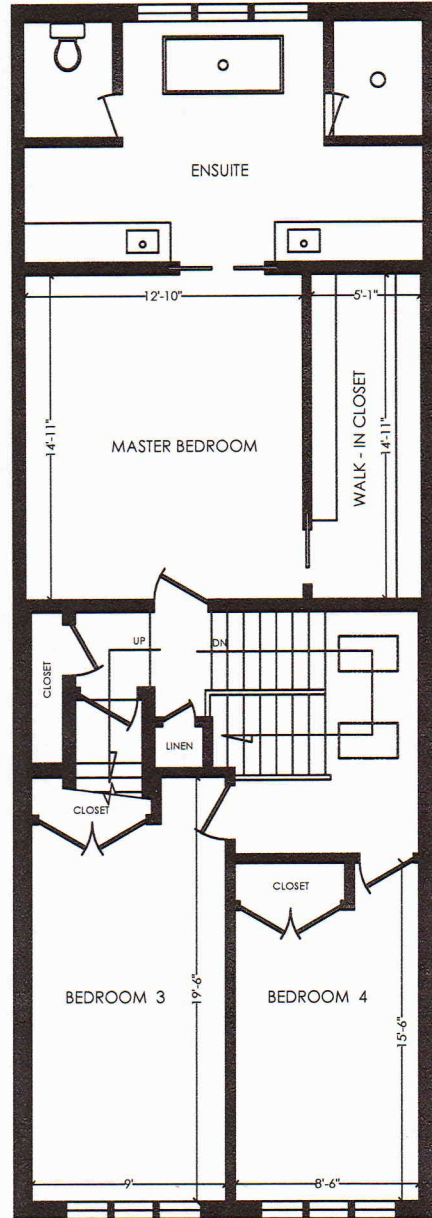 ENSUITE
12'-10"
5'-1"
14'-11"
MASTER BEDROOM
WALK - IN CLOSET
14'-11"
UP
DN
CLOSET
LINEN
CLOSET
CLOSET
BEDROOM 3
19'-6"
BEDROOM 4
15'-6"
9'
8'-6"